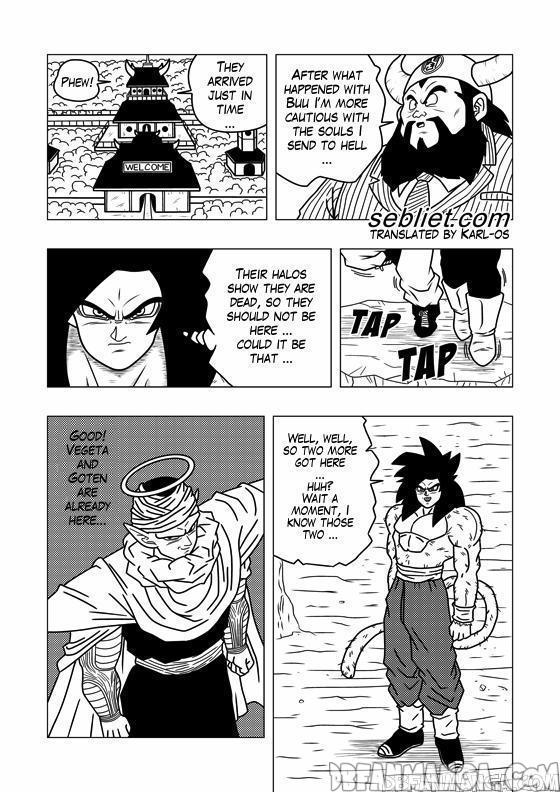 PHEW!
THEY
ARRIVED
JUST IN
TIME
...
WELCOME
AFTER WHAT
HAPPENED WITH
BUU I'M MORE
CAUTIOUS WITH
THE SOULS I
SEND TO HELL
...
sebliet.com
TRANSLATED BY KARL-OS
THEIR HALOS
SHOW THEY ARE
DEAD, SO THEY
SHOULD NOT BE
HERE ...
COULD IT BE
THAT ...
TAP
TAP
GOOD!
VEGETA
AND
GOTEN
ARE
ALREADY
HERE...
WELL, WELL,
SO TWO MORE
GOT HERE
...
HUH?
WAIT A
MOMENT, I
KNOW THOSE
TWO ...